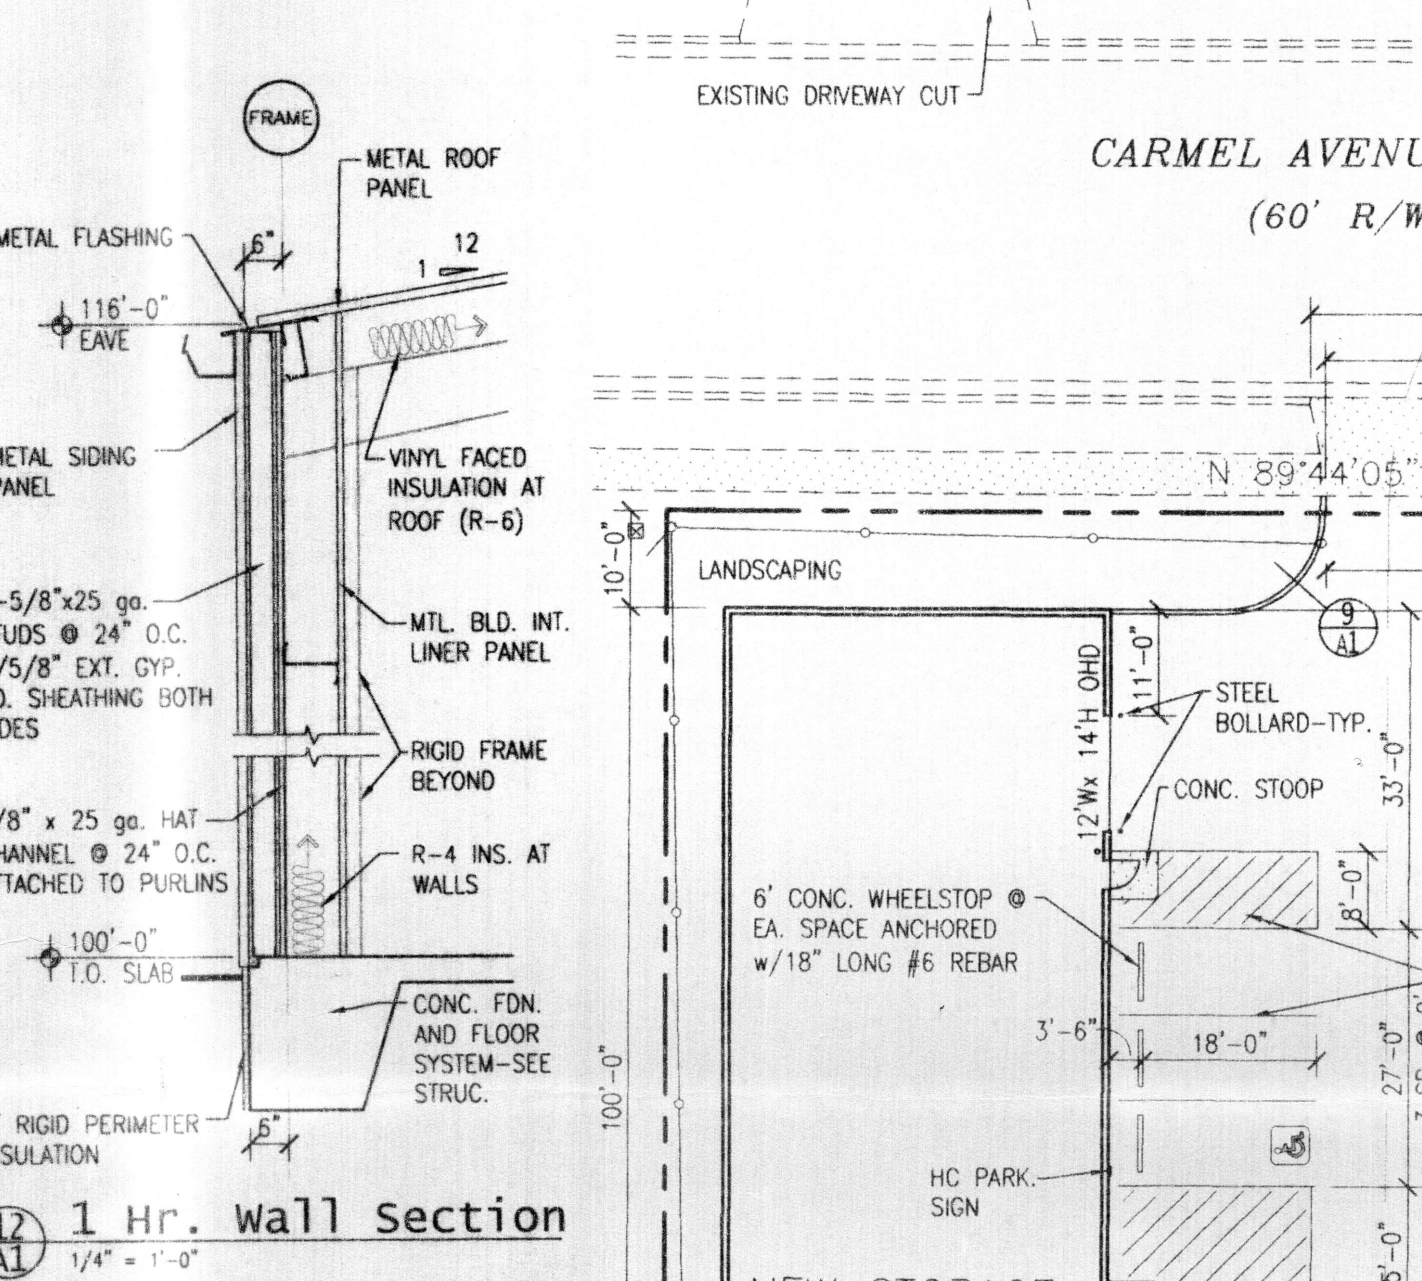 FRAME
METAL ROOF
PANEL
METAL FLASHING
6"
12
1
116'-0"
EAVE
METAL SIDING
PANEL
VINYL FACED
INSULATION AT
ROOF (R-6)
-5/8"x25 ga.
TUDS @ 24" O.C.
/5/8" EXT. GYP.
D. SHEATHING BOTH
DES
MTL. BLD. INT.
LINER PANEL
RIGID FRAME
BEYOND
/8" x 25 ga. HAT
HANNEL @ 24" O.C.
TTACHED TO PURLINS
R-4 INS. AT
WALLS
100'-0"
T.O. SLAB
CONC. FDN.
AND FLOOR
SYSTEM-SEE
STRUC.
RIGID PERIMETER
SULATION
6"
12
A1
1 Hr. Wall Section
1/4" = 1'-0"
EXISTING DRIVEWAY CUT
CARMEL AVENU
(60' R/W
N 89°44'05"
10'-0"
LANDSCAPING
9
A1
11'-0"
12'Wx 14'H OHD
STEEL
BOLLARD-TYP.
33'-0"
CONC. STOOP
8'-0"
6' CONC. WHEELSTOP @
EA. SPACE ANCHORED
w/18" LONG #6 REBAR
3'-6"
18'-0"
27'-0"
100'-0"
HC PARK.
SIGN
NEW STORAGE